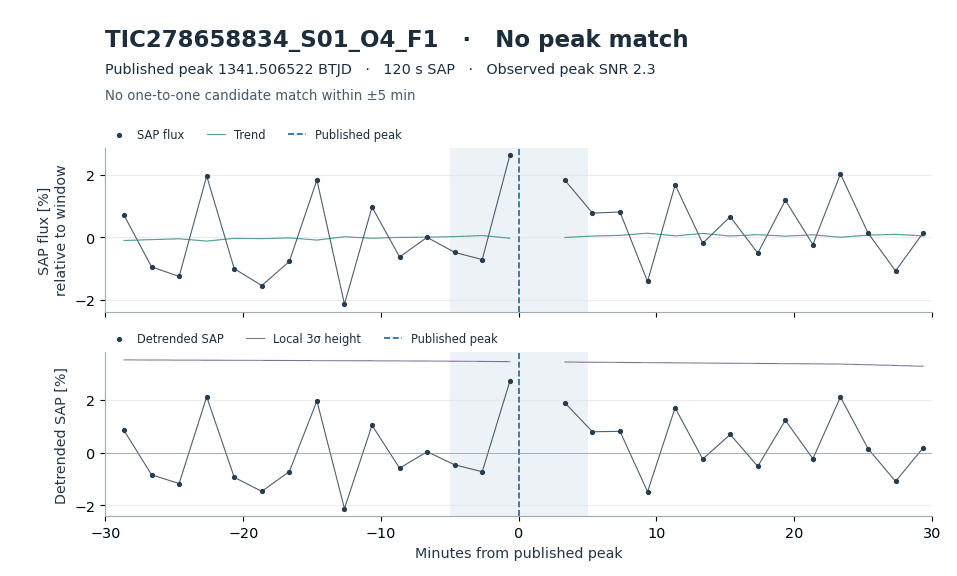 TIC278658834_S01_O4_F1 · No peak match
Published peak 1341.506522 BTJD · 120 s SAP · Observed peak SNR 2.3
No one-to-one candidate match within ±5 min
SAP flux Trend Published peak
SAP flux [%]
relative to window
2
0
−2
Detrended SAP Local 3σ height Published peak
Detrended SAP [%]
2
0
−2
−30 −20 −10 0 10 20 30
Minutes from published peak